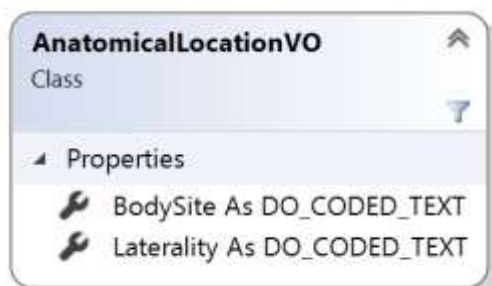 AnatomicalLocationVO
Class
Properties
BodySite As DO_CODED_TEXT
Laterality As DO_CODED_TEXT